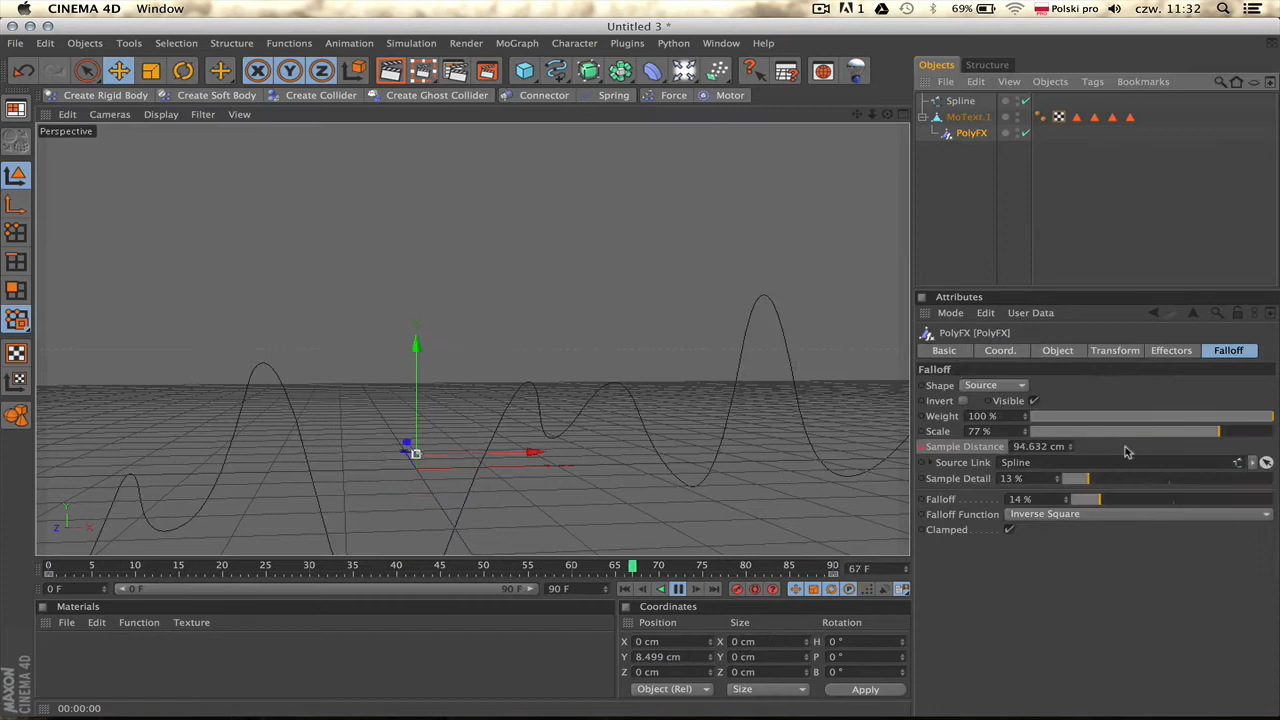 CINEMA 4D Window 1 69% Polski pro czw. 11:32
Untitled 3 *
File Edit Objects Tools Selection Structure Functions Animation Simulation Render MoGraph Character Plugins Python Window Help
Create Rigid Body Create Soft Body Create Collider Create Ghost Collider Connector Spring Force Motor
Edit Cameras Display Filter View
Perspective
Y
Z X
0 5 10 15 20 25 30 35 40 45 50 55 60 65 70 75 80 85 90 67 F
0 F 0 F 90 F 90 F
Materials
File Edit Function Texture
Coordinates
Position Size Rotation
X 0 cm X 0 cm H 0 °
Y 8.499 cm Y 0 cm P 0 °
Z 0 cm Z 0 cm B 0 °
Object (Rel) Size Apply
MAXON
CINEMA 4D
00:00:00
Objects Structure
File Edit View Objects Tags Bookmarks
Spline
MoText.1
PolyFX
Attributes
Mode Edit User Data
PolyFX [PolyFX]
Basic Coord. Object Transform Effectors Falloff
Falloff
Shape Source
Invert Visible
Weight 100 %
Scale 77 %
Sample Distance 94.632 cm
Source Link Spline
Sample Detail 13 %
Falloff 14 %
Falloff Function Inverse Square
Clamped